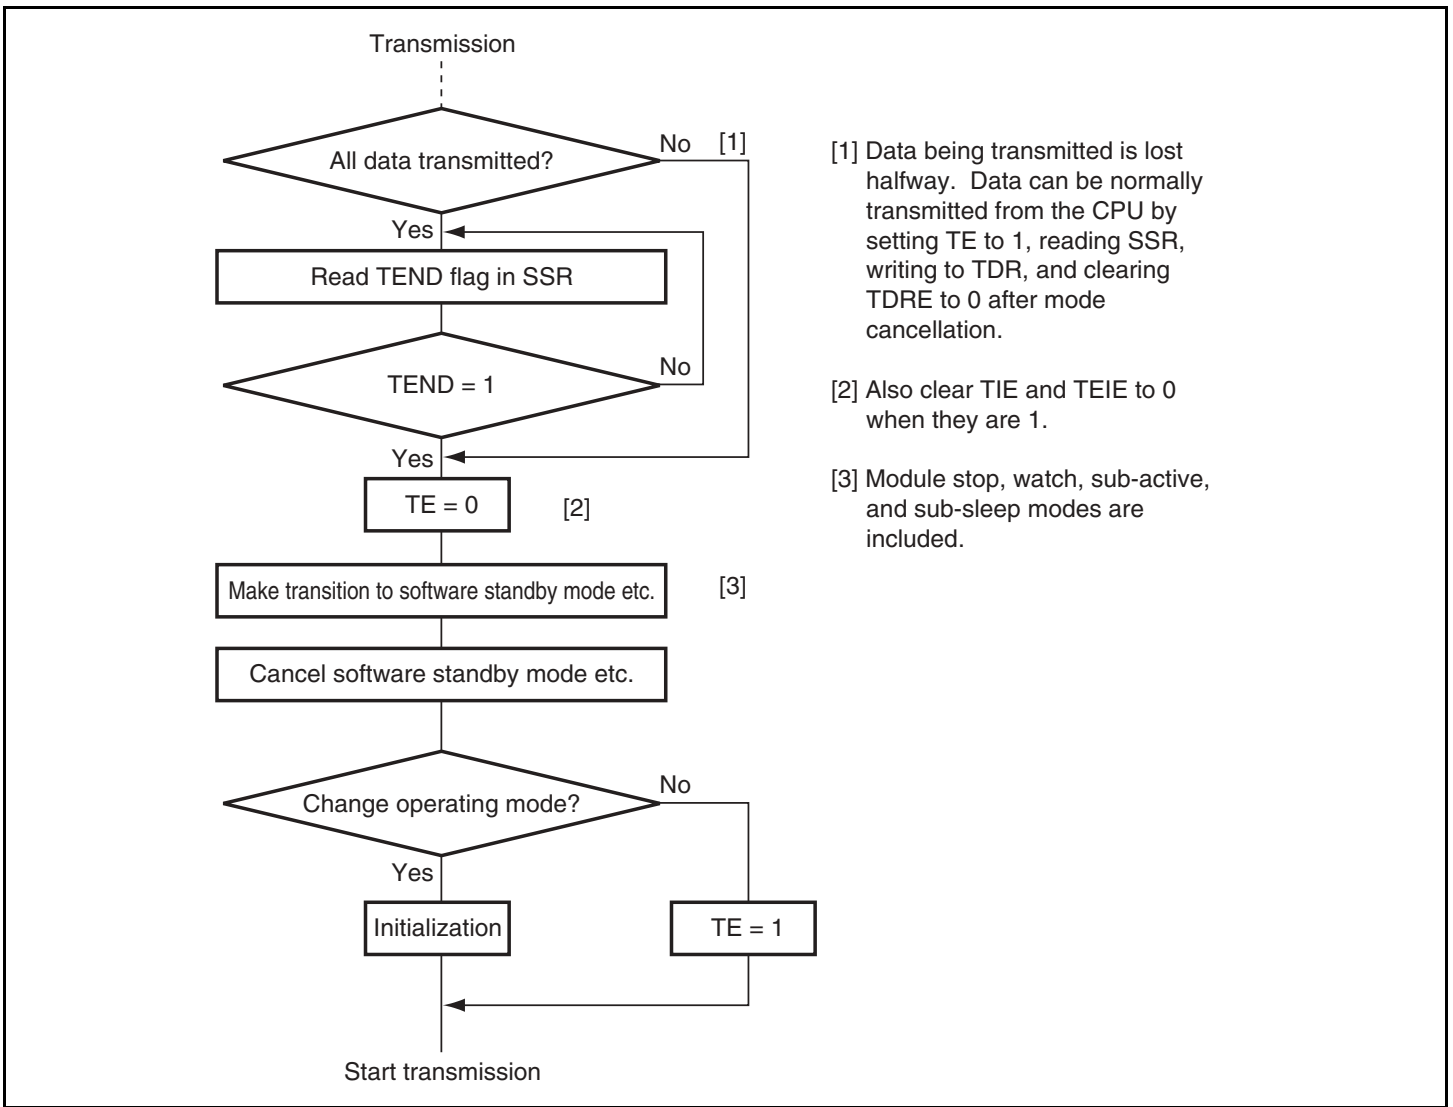 Transmission
All data transmitted?
No [1]
Yes
Read TEND flag in SSR
TEND = 1
No
Yes
TE = 0
[2]
Make transition to software standby mode etc.
[3]
Cancel software standby mode etc.
Change operating mode?
No
Yes
Initialization
TE = 1
Start transmission
[1] Data being transmitted is lost
halfway. Data can be normally
transmitted from the CPU by
setting TE to 1, reading SSR,
writing to TDR, and clearing
TDRE to 0 after mode
cancellation.
[2] Also clear TIE and TEIE to 0
when they are 1.
[3] Module stop, watch, sub-active,
and sub-sleep modes are
included.